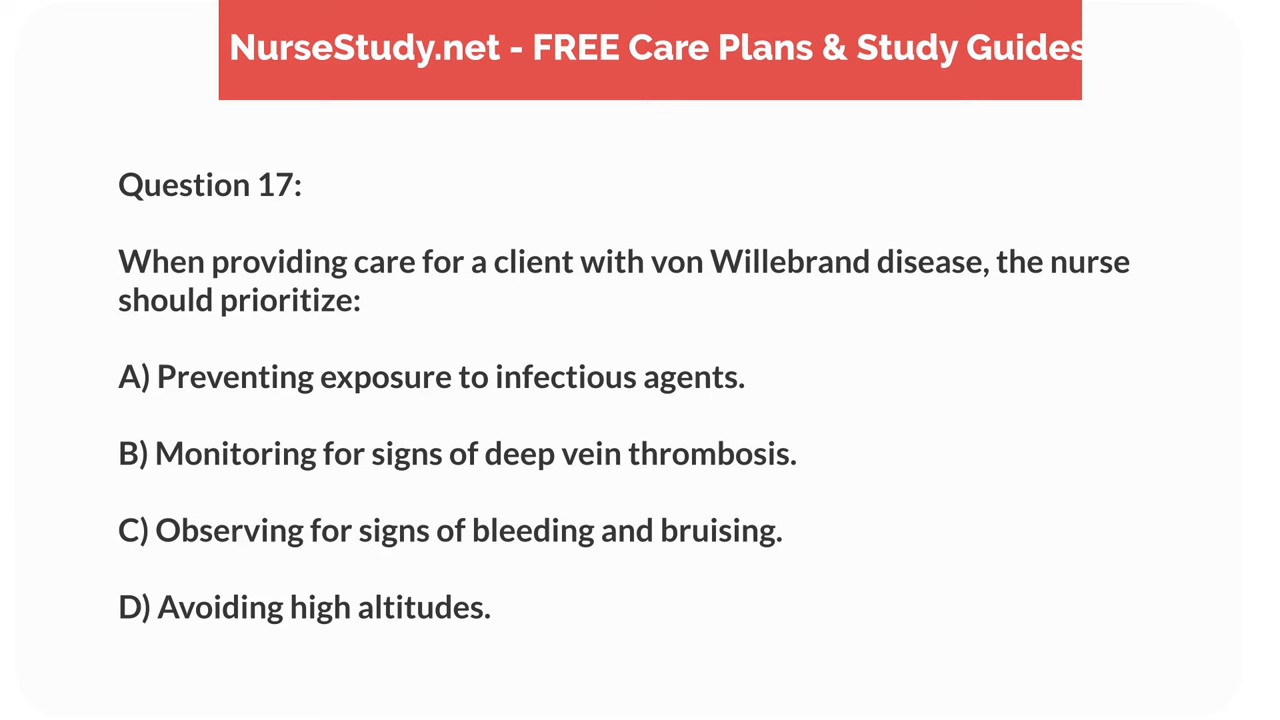 NurseStudy.net - FREE Care Plans & Study Guides
Question 17:
When providing care for a client with von Willebrand disease, the nurse
should prioritize:
A) Preventing exposure to infectious agents.
B) Monitoring for signs of deep vein thrombosis.
C) Observing for signs of bleeding and bruising.
D) Avoiding high altitudes.